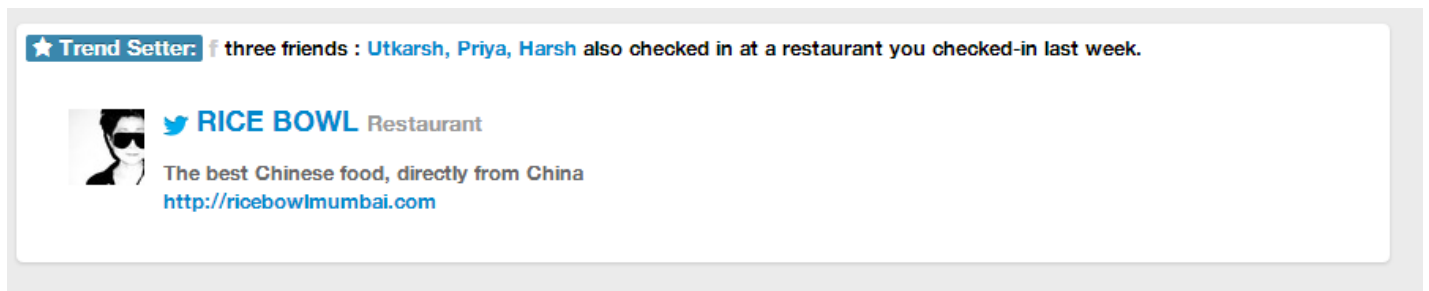 Trend Setter: f three friends : Utkarsh, Priya, Harsh also checked in at a restaurant you checked-in last week.
RICE BOWL Restaurant
The best Chinese food, directly from China
http://ricebowlmumbai.com